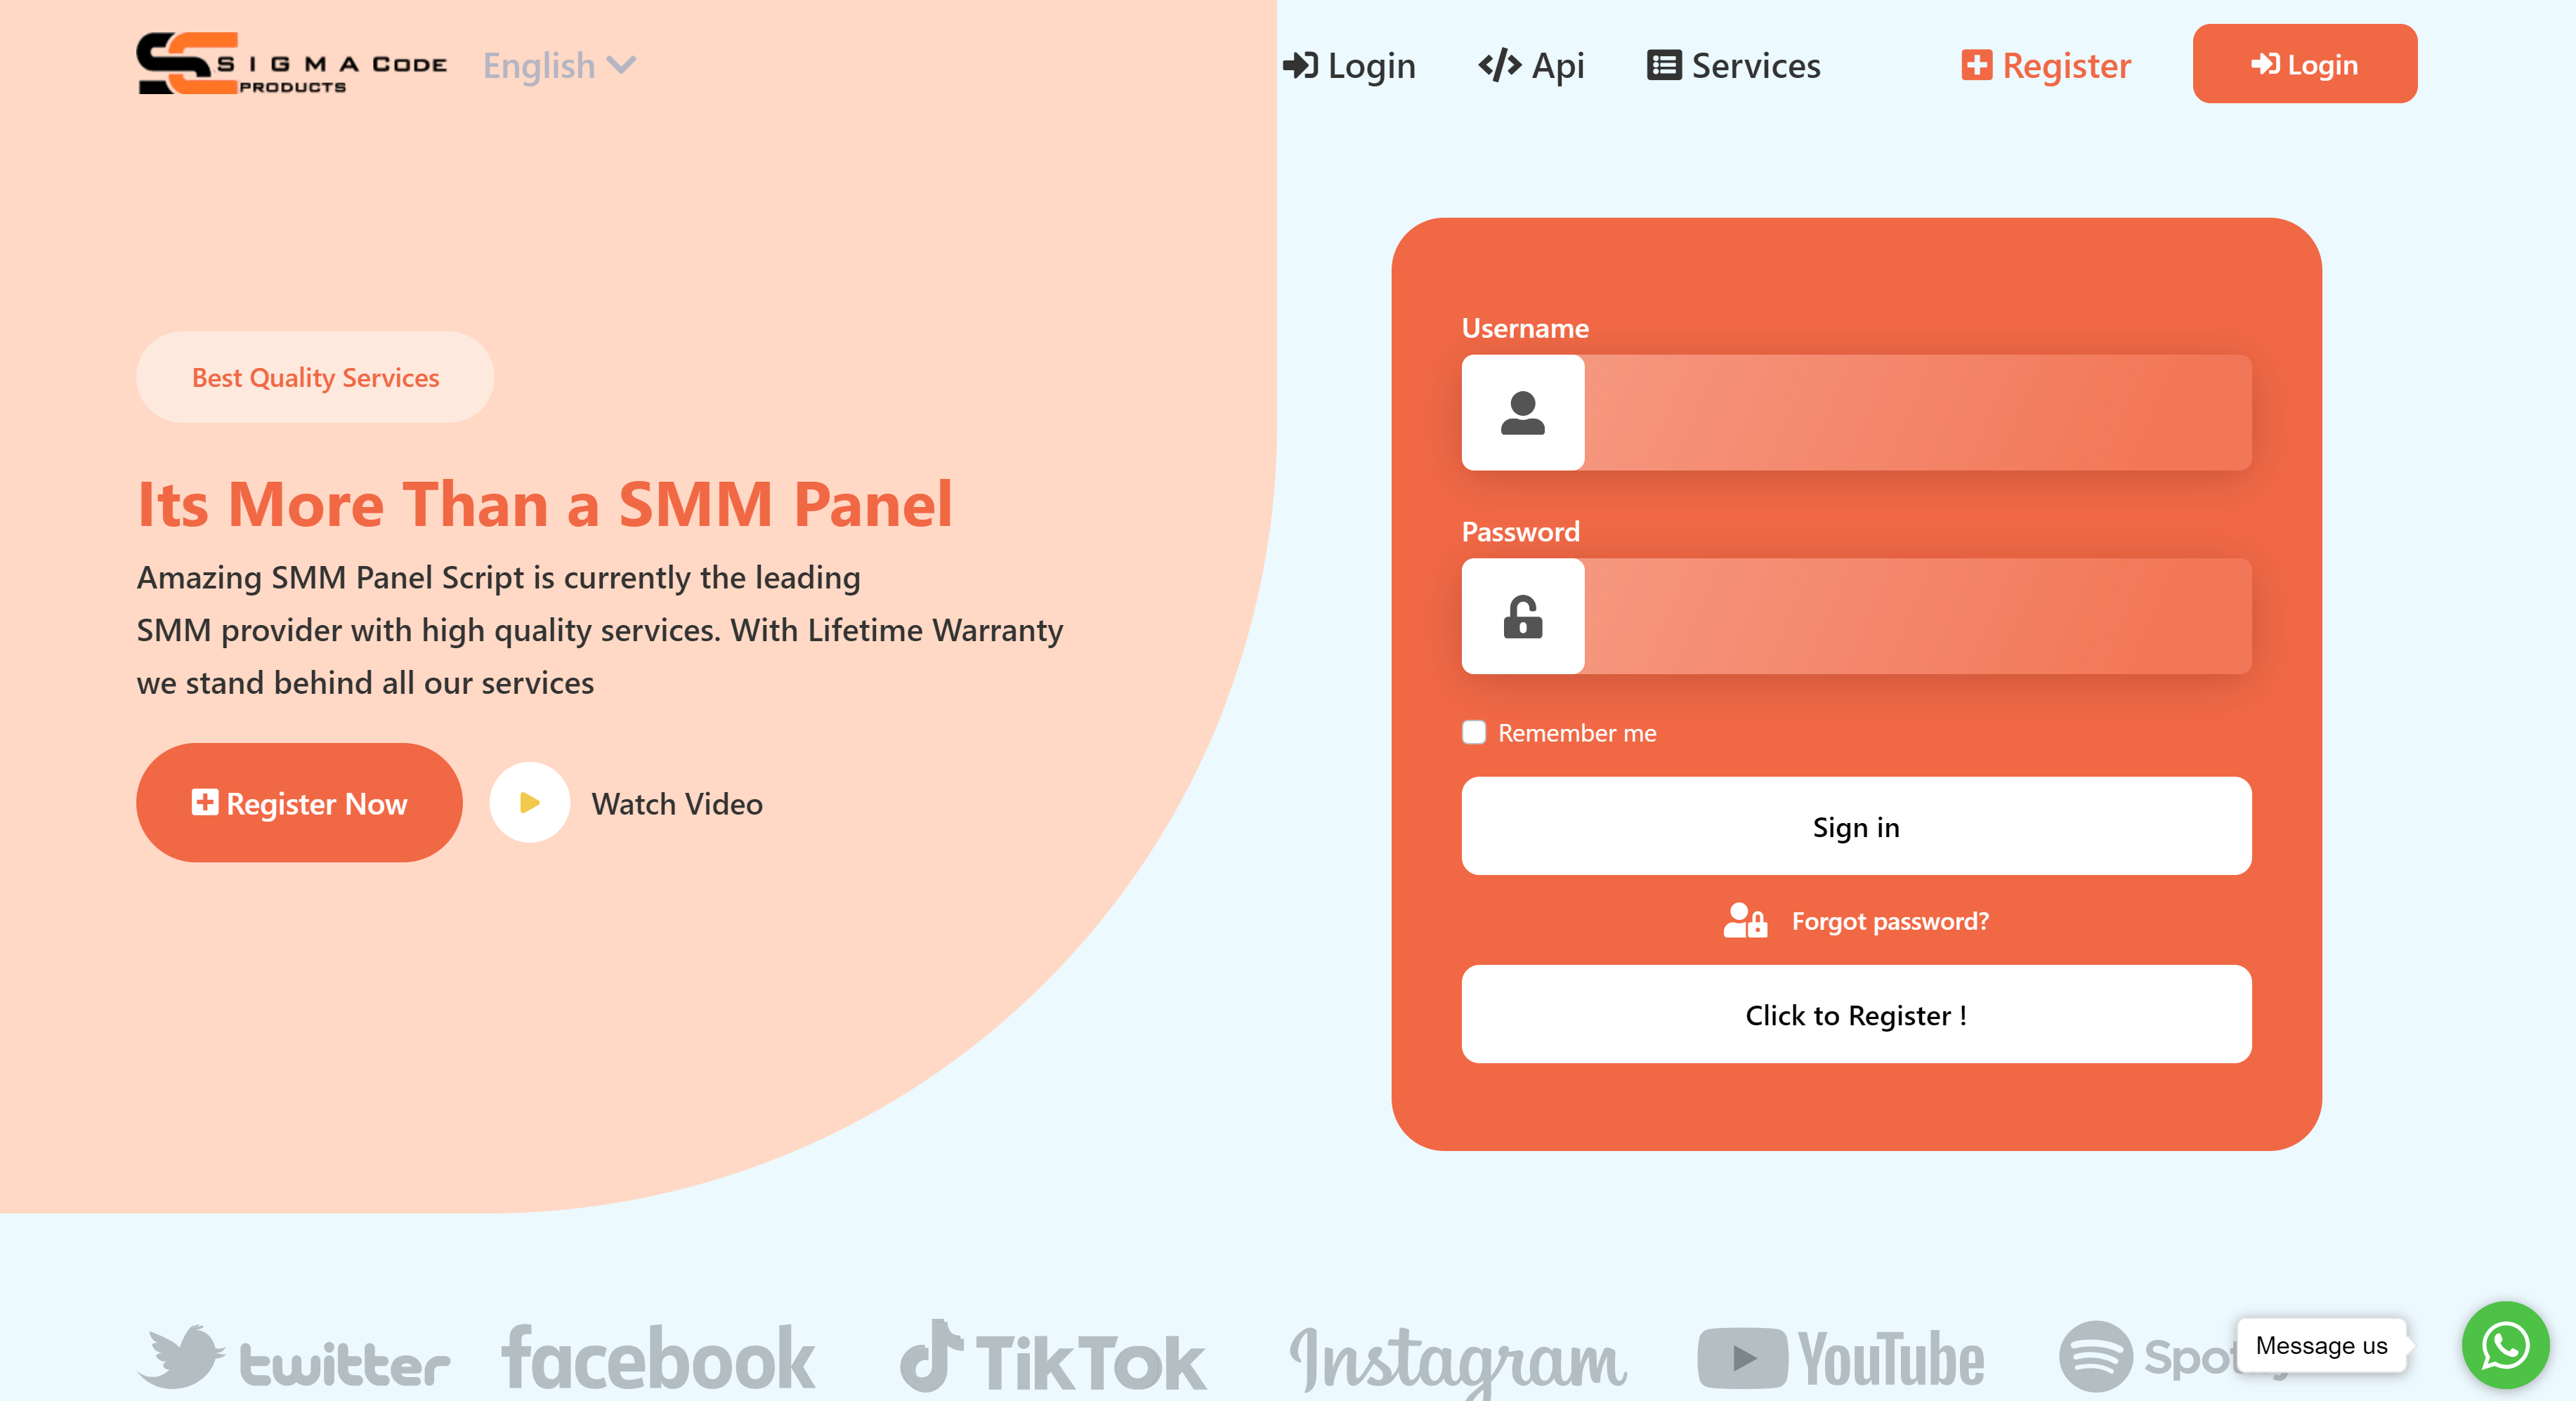 SIGMA CODE
PRODUCTS
English
Login
Api
Services
Register
Login
Best Quality Services
Its More Than a SMM Panel
Amazing SMM Panel Script is currently the leading
SMM provider with high quality services. With Lifetime Warranty
we stand behind all our services
Register Now
Watch Video
Username
Password
Remember me
Sign in
Forgot password?
Click to Register !
twitter
facebook
TikTok
Instagram
YouTube
Message us